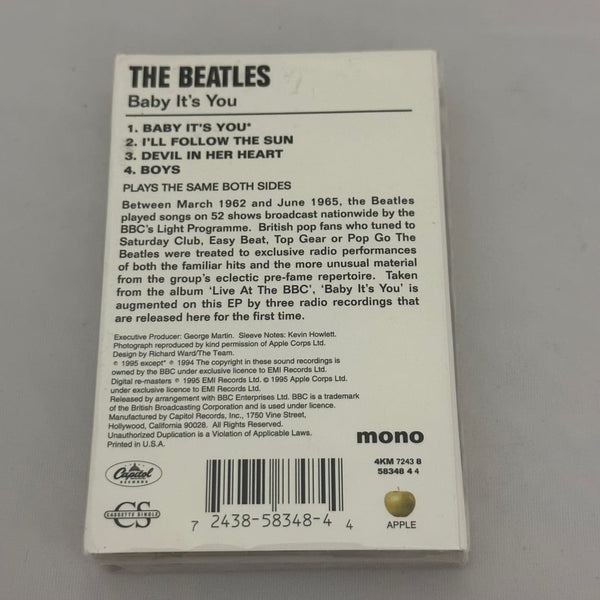 THE BEATLES
Baby It's You
1. BABY IT'S YOU*
2. I'LL FOLLOW THE SUN
3. DEVIL IN HER HEART
4. BOYS
PLAYS THE SAME BOTH SIDES
Between March 1962 and June 1965, the Beatles
played songs on 52 shows broadcast nationwide by the
BBC's Light Programme. British pop fans who tuned to
Saturday Club, Easy Beat, Top Gear or Pop Go The
Beatles were treated to exclusive radio performances
of both the familiar hits and the more unusual material
from the group's eclectic pre-fame repertoire. Taken
from the album 'Live At The BBC', 'Baby It's You' is
augmented on this EP by three radio recordings that
are released here for the first time.
Executive Producer: George Martin. Sleeve Notes: Kevin Howlett.
Photograph reproduced by kind permission of Apple Corps Ltd.
Design by Richard Ward/The Team.
℗ 1995 except* ℗ 1994 The copyright in these sound recordings is
owned by the BBC under exclusive licence to EMI Records Ltd.
Digital re-masters ℗ 1995 EMI Records Ltd. © 1995 Apple Corps Ltd.
under exclusive licence to EMI Records Ltd.
Released by arrangement with BBC Enterprises Ltd. BBC is a trademark
of the British Broadcasting Corporation and is used under licence.
Manufactured by Capitol Records, Inc., 1750 Vine Street,
Hollywood, California 90028. All Rights Reserved.
Unauthorized Duplication is a Violation of Applicable Laws.
Printed in U.S.A.
mono
4KM 7243 8
58348 4 4
Capitol
RECORDS
CS
CASSETTE SINGLE
7 2438-58348-4 4
APPLE